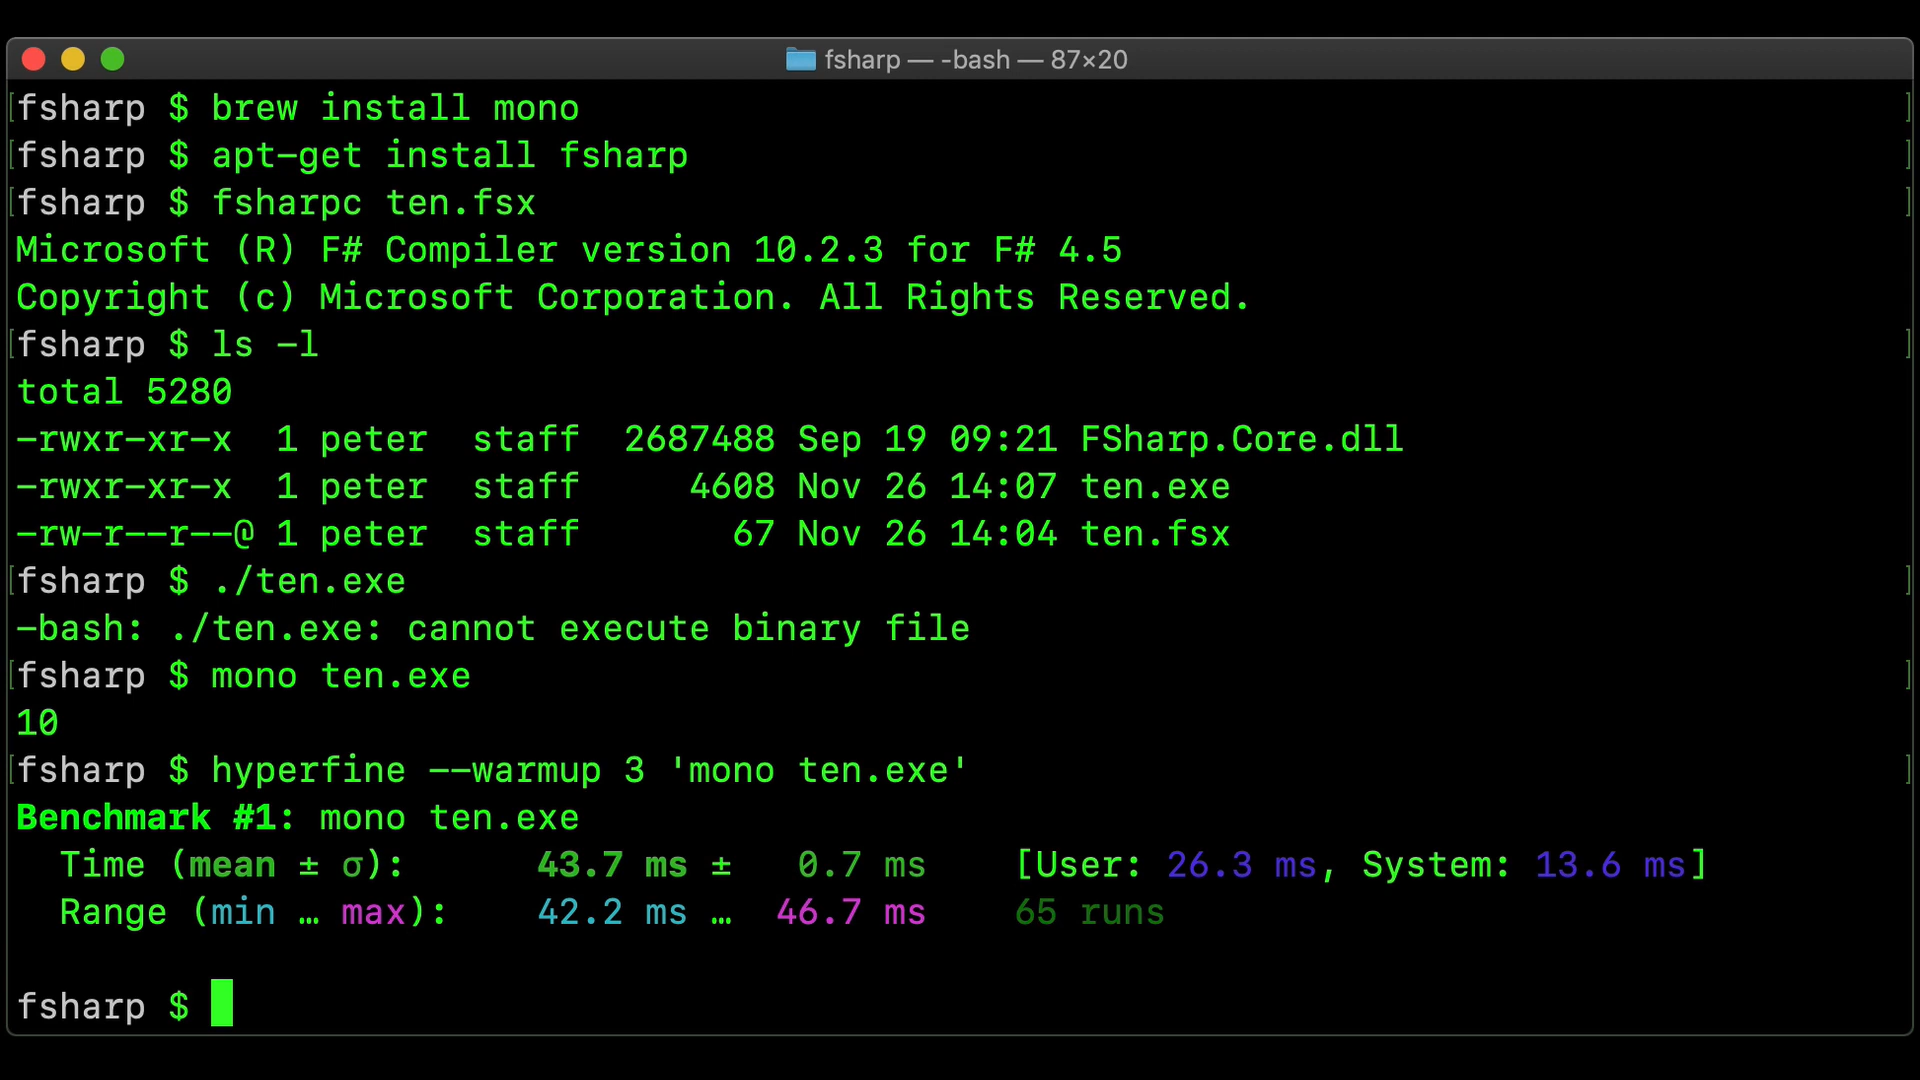 fsharp — -bash — 87×20
[fsharp $ brew install mono ]
[fsharp $ apt-get install fsharp ]
[fsharp $ fsharpc ten.fsx ]
Microsoft (R) F# Compiler version 10.2.3 for F# 4.5
Copyright (c) Microsoft Corporation. All Rights Reserved.
[fsharp $ ls -l ]
total 5280
-rwxr-xr-x  1 peter  staff  2687488 Sep 19 09:21 FSharp.Core.dll
-rwxr-xr-x  1 peter  staff     4608 Nov 26 14:07 ten.exe
-rw-r--r--@ 1 peter  staff       67 Nov 26 14:04 ten.fsx
[fsharp $ ./ten.exe ]
-bash: ./ten.exe: cannot execute binary file
[fsharp $ mono ten.exe ]
10
[fsharp $ hyperfine --warmup 3 'mono ten.exe' ]
Benchmark #1: mono ten.exe
  Time (mean ± σ):      43.7 ms ±   0.7 ms    [User: 26.3 ms, System: 13.6 ms]
  Range (min … max):    42.2 ms …  46.7 ms    65 runs
fsharp $